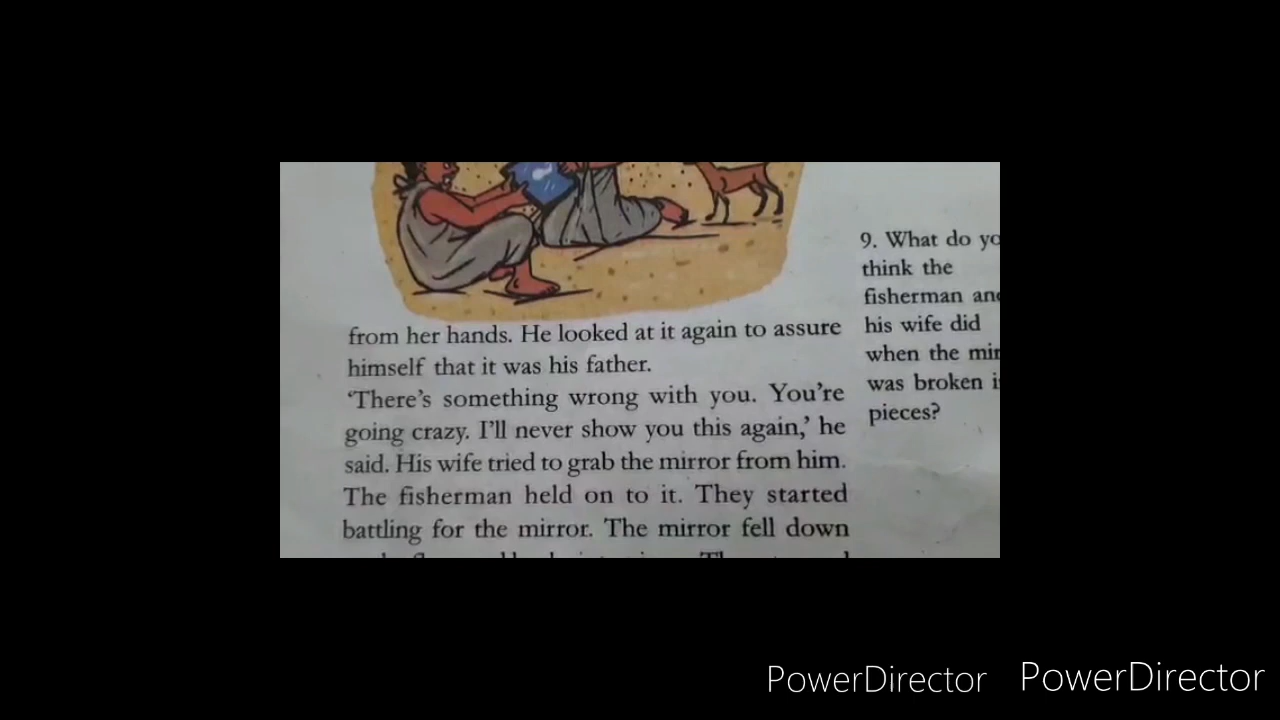 from her hands. He looked at it again to assure
himself that it was his father.
‘There’s something wrong with you. You’re
going crazy. I’ll never show you this again,’ he
said. His wife tried to grab the mirror from him.
The fisherman held on to it. They started
battling for the mirror. The mirror fell down
9. What do
think the
fisherman
his wife did
when the
was broken
pieces?
PowerDirector PowerDirector